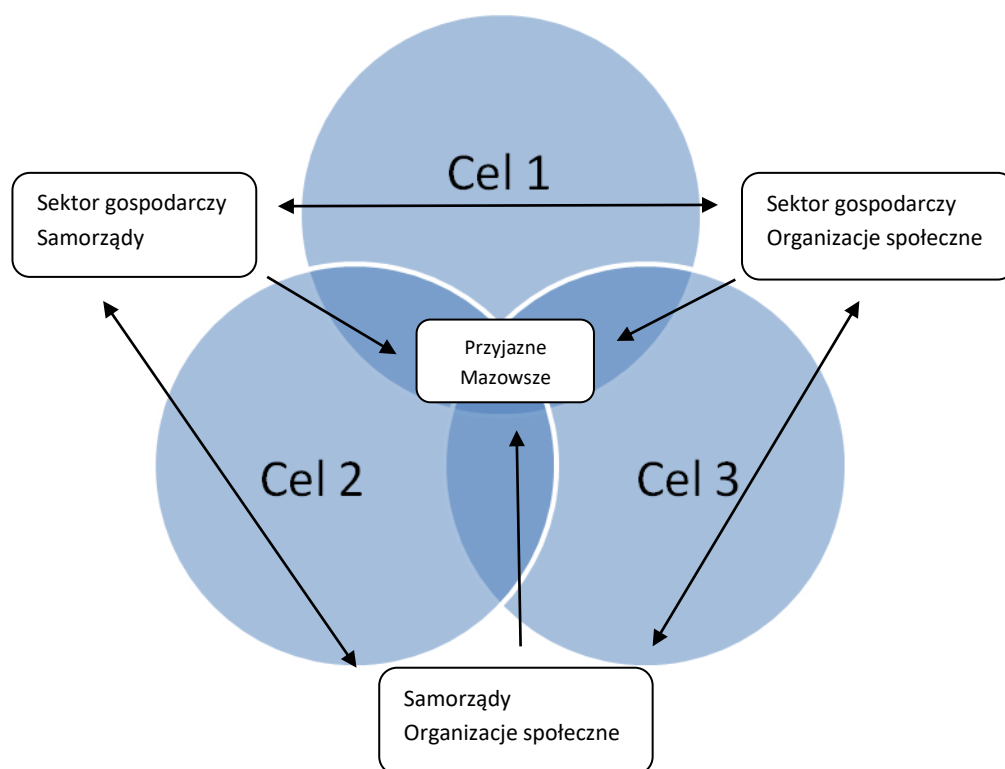 Cel 1
Sektor gospodarczy
Samorządy
Sektor gospodarczy
Organizacje społeczne
Przyjazne
Mazowsze
Cel 2
Cel 3
Samorządy
Organizacje społeczne